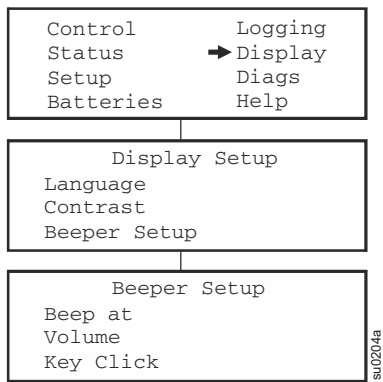 Control Logging
Status Display
Setup Diags
Batteries Help
Display Setup
Language
Contrast
Beeper Setup
Beeper Setup
Beep at
Volume
Key Click
su0204a